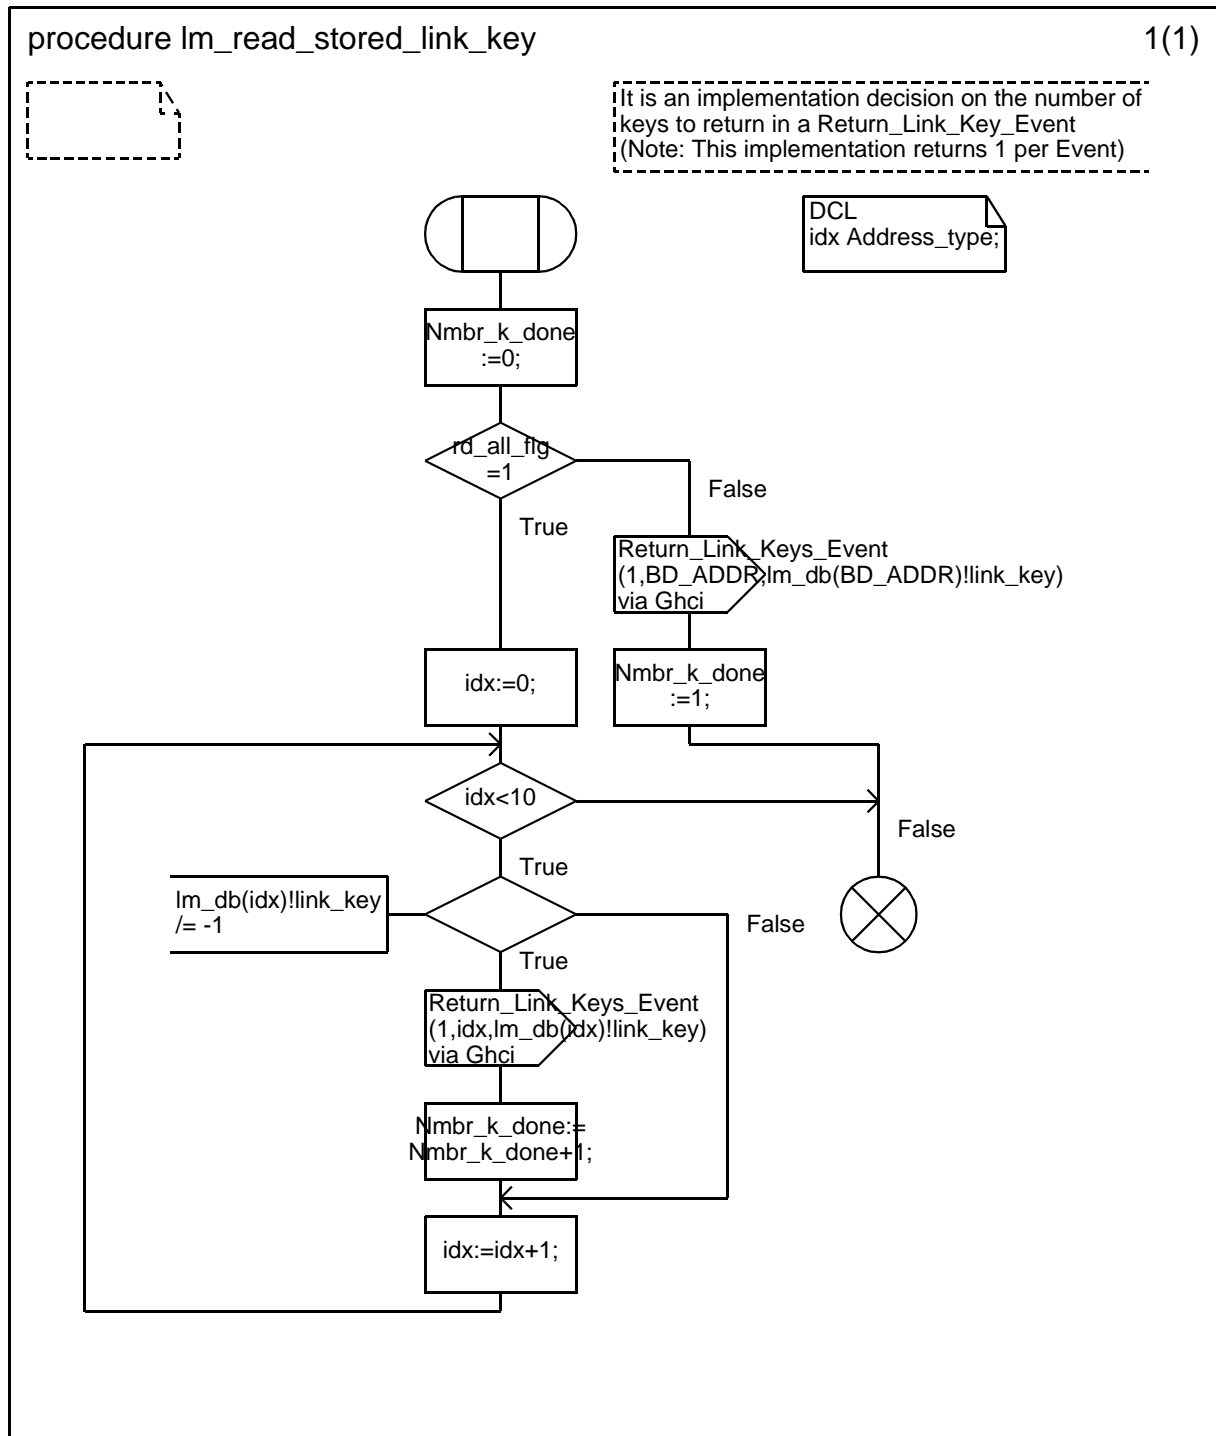 procedure lm_read_stored_link_key
1(1)
It is an implementation decision on the number of
keys to return in a Return_Link_Key_Event
(Note: This implementation returns 1 per Event)
DCL
idx Address_type;
Nmbr_k_done
:=0;
rd_all_flg
=1
False
True
Return_Link_Keys_Event
(1,BD_ADDR,lm_db(BD_ADDR)!link_key)
via Ghci
idx:=0;
Nmbr_k_done
:=1;
idx<10
False
True
lm_db(idx)!link_key
/= -1
False
True
Return_Link_Keys_Event
(1,idx,lm_db(idx)!link_key)
via Ghci
Nmbr_k_done:=
Nmbr_k_done+1;
idx:=idx+1;